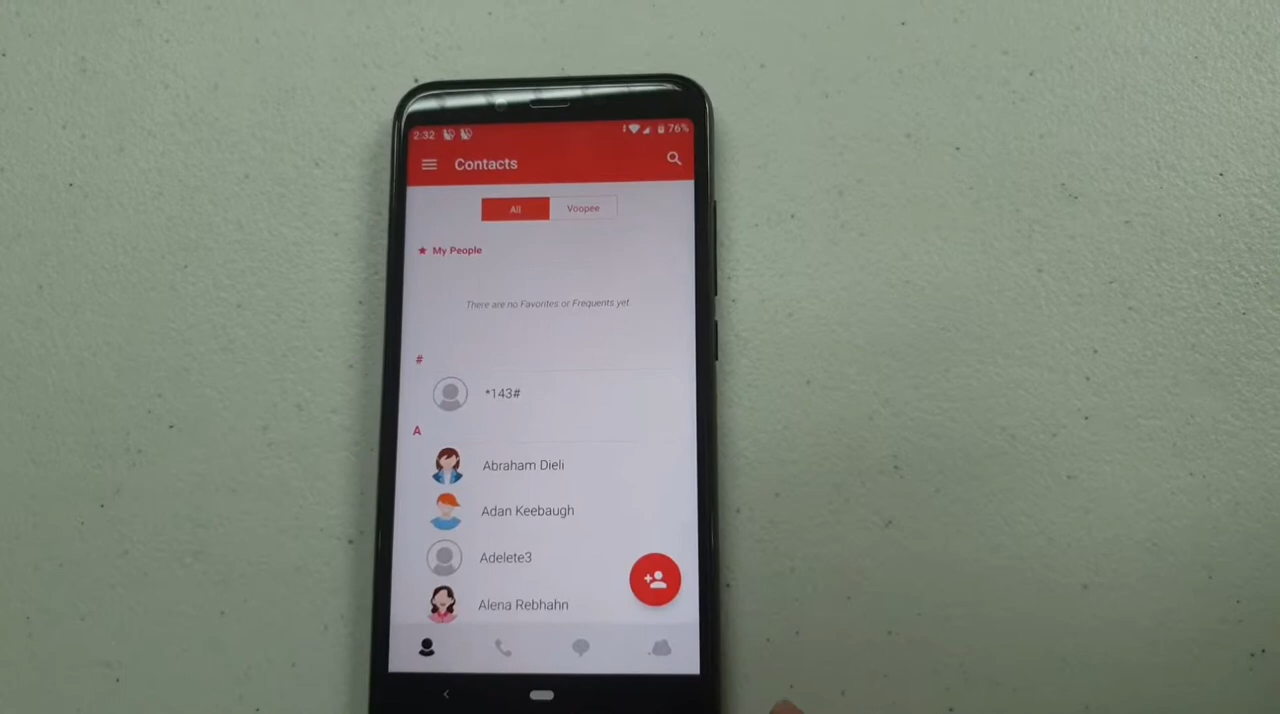 2:32 76%
Contacts
All Voopee
★ My People
There are no Favorites or Frequents yet
#
*143#
A
Abraham Dieli
Adan Keebaugh
Adelete3
Alena Rebhahn